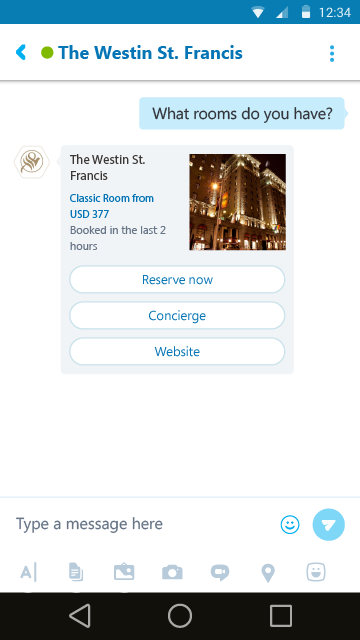 12:34
The Westin St. Francis
What rooms do you have?
The Westin St.
Francis
Classic Room from
USD 377
Booked in the last 2
hours
Reserve now
Concierge
Website
Type a message here
A